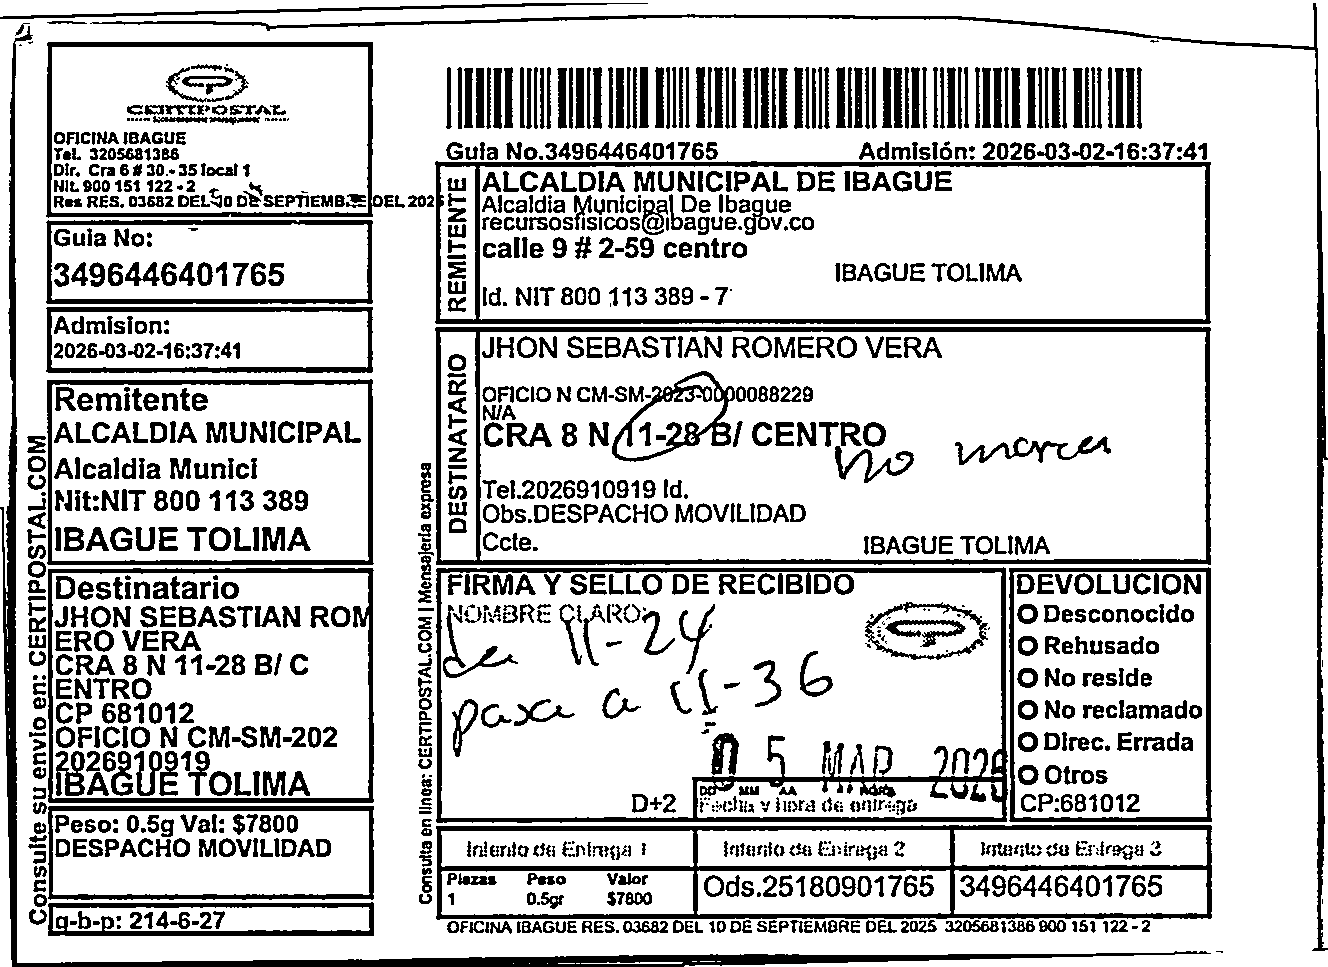 CERTIPOSTAL
OFICINA IBAGUE
Tel. 3205681386
Dir. Cra 6 # 30.- 35 local 1
Nit. 900 151 122 - 2
Res RES. 03682 DEL 10 DE SEPTIEMBRE DEL 2025
Guia No:
3496446401765
Admision:
2026-03-02-16:37:41
Remitente
ALCALDIA MUNICIPAL
Alcaldia Munici
Nit:NIT 800 113 389
IBAGUE TOLIMA
Destinatario
JHON SEBASTIAN ROM
ERO VERA
CRA 8 N 11-28 B/ C
ENTRO
CP 681012
OFICIO N CM-SM-202
2026910919
IBAGUE TOLIMA
Peso: 0.5g Val: $7800
DESPACHO MOVILIDAD
g-b-p: 214-6-27
Consulte su envio en: CERTIPOSTAL.COM
Guia No.3496446401765 Admisión: 2026-03-02-16:37:41
REMITENTE
ALCALDIA MUNICIPAL DE IBAGUE
Alcaldia Municipal De Ibague
recursosfisicos@ibague.gov.co
calle 9 # 2-59 centro
IBAGUE TOLIMA
Id. NIT 800 113 389 - 7
DESTINATARIO
JHON SEBASTIAN ROMERO VERA
OFICIO N CM-SM-2023-0000088229
N/A
CRA 8 N 11-28 B/ CENTRO
no marca
Tel.2026910919 Id.
Obs.DESPACHO MOVILIDAD
Ccte. IBAGUE TOLIMA
Consulta en línea: CERTIPOSTAL.COM | Mensajería expresa
FIRMA Y SELLO DE RECIBIDO
NOMBRE CLARO:
de 11-24
pasa a 11-36
05 MAR 2026
DD MM AA
D+2 Fecha y hora de entrega
DEVOLUCION
Desconocido
Rehusado
No reside
No reclamado
Direc. Errada
Otros
CP:681012
Intento de Entrega 1 Intento de Entrega 2 Intento de Entrega 3
Piezas Peso Valor
1 0.5gr $7800
Ods.25180901765 3496446401765
OFICINA IBAGUE RES. 03682 DEL 10 DE SEPTIEMBRE DEL 2025 3205681386 900 151 122 - 2